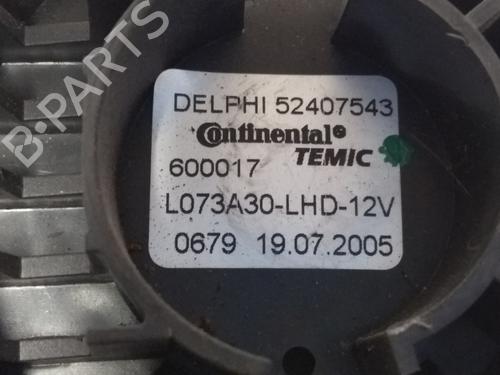 B-PARTS
DELPHI 52407543
Continental®
TEMIC
600017
L073A30-LHD-12V
0679 19.07.2005